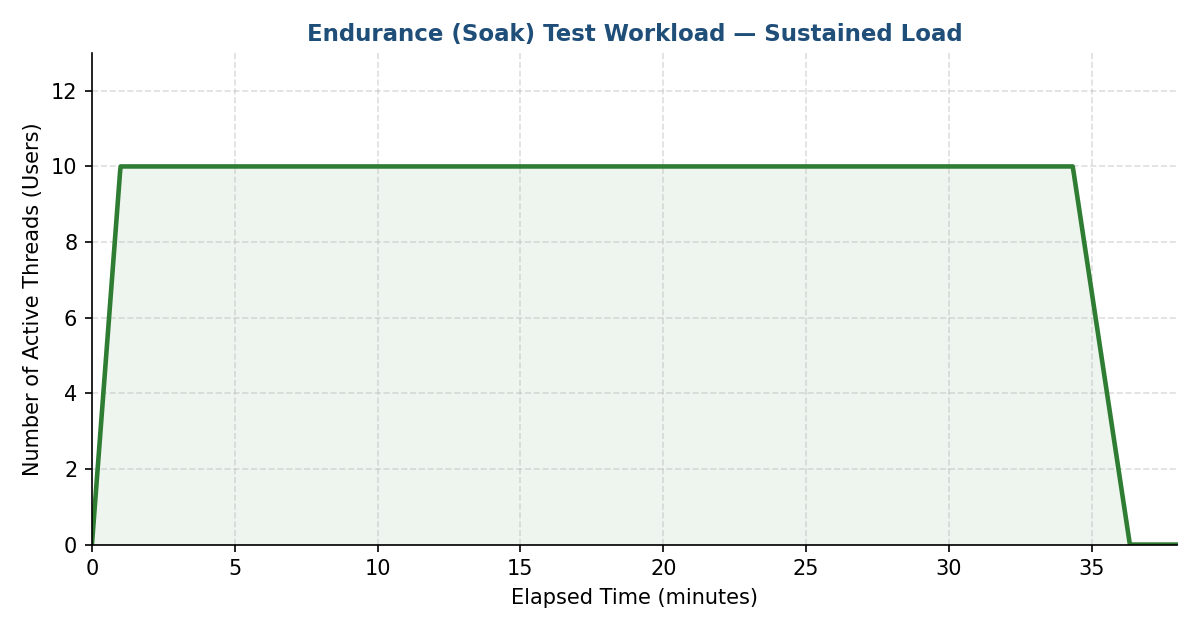 Endurance (Soak) Test Workload — Sustained Load
Number of Active Threads (Users)
12
10
8
6
4
2
0
0 5 10 15 20 25 30 35
Elapsed Time (minutes)